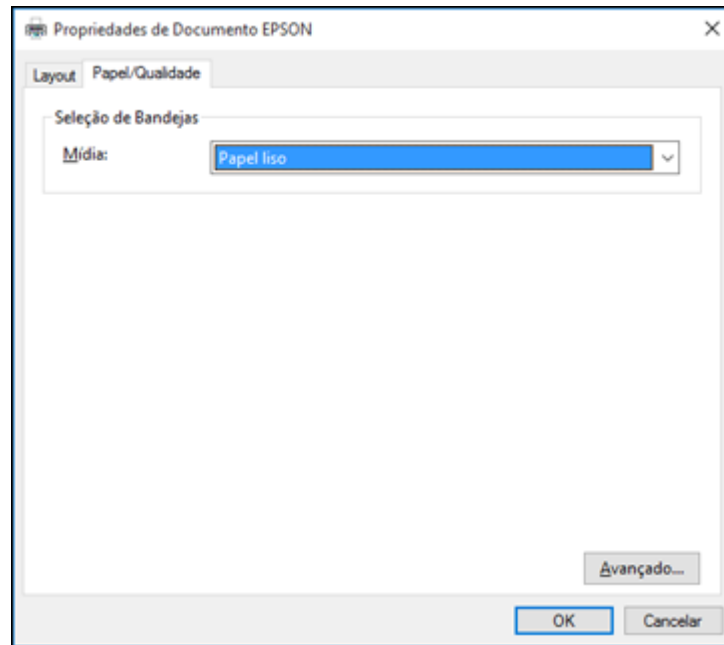 Propriedades de Documento EPSON
Layout Papel/Qualidade
Seleção de Bandejas
Mídia: Papel liso
Avançado...
OK Cancelar